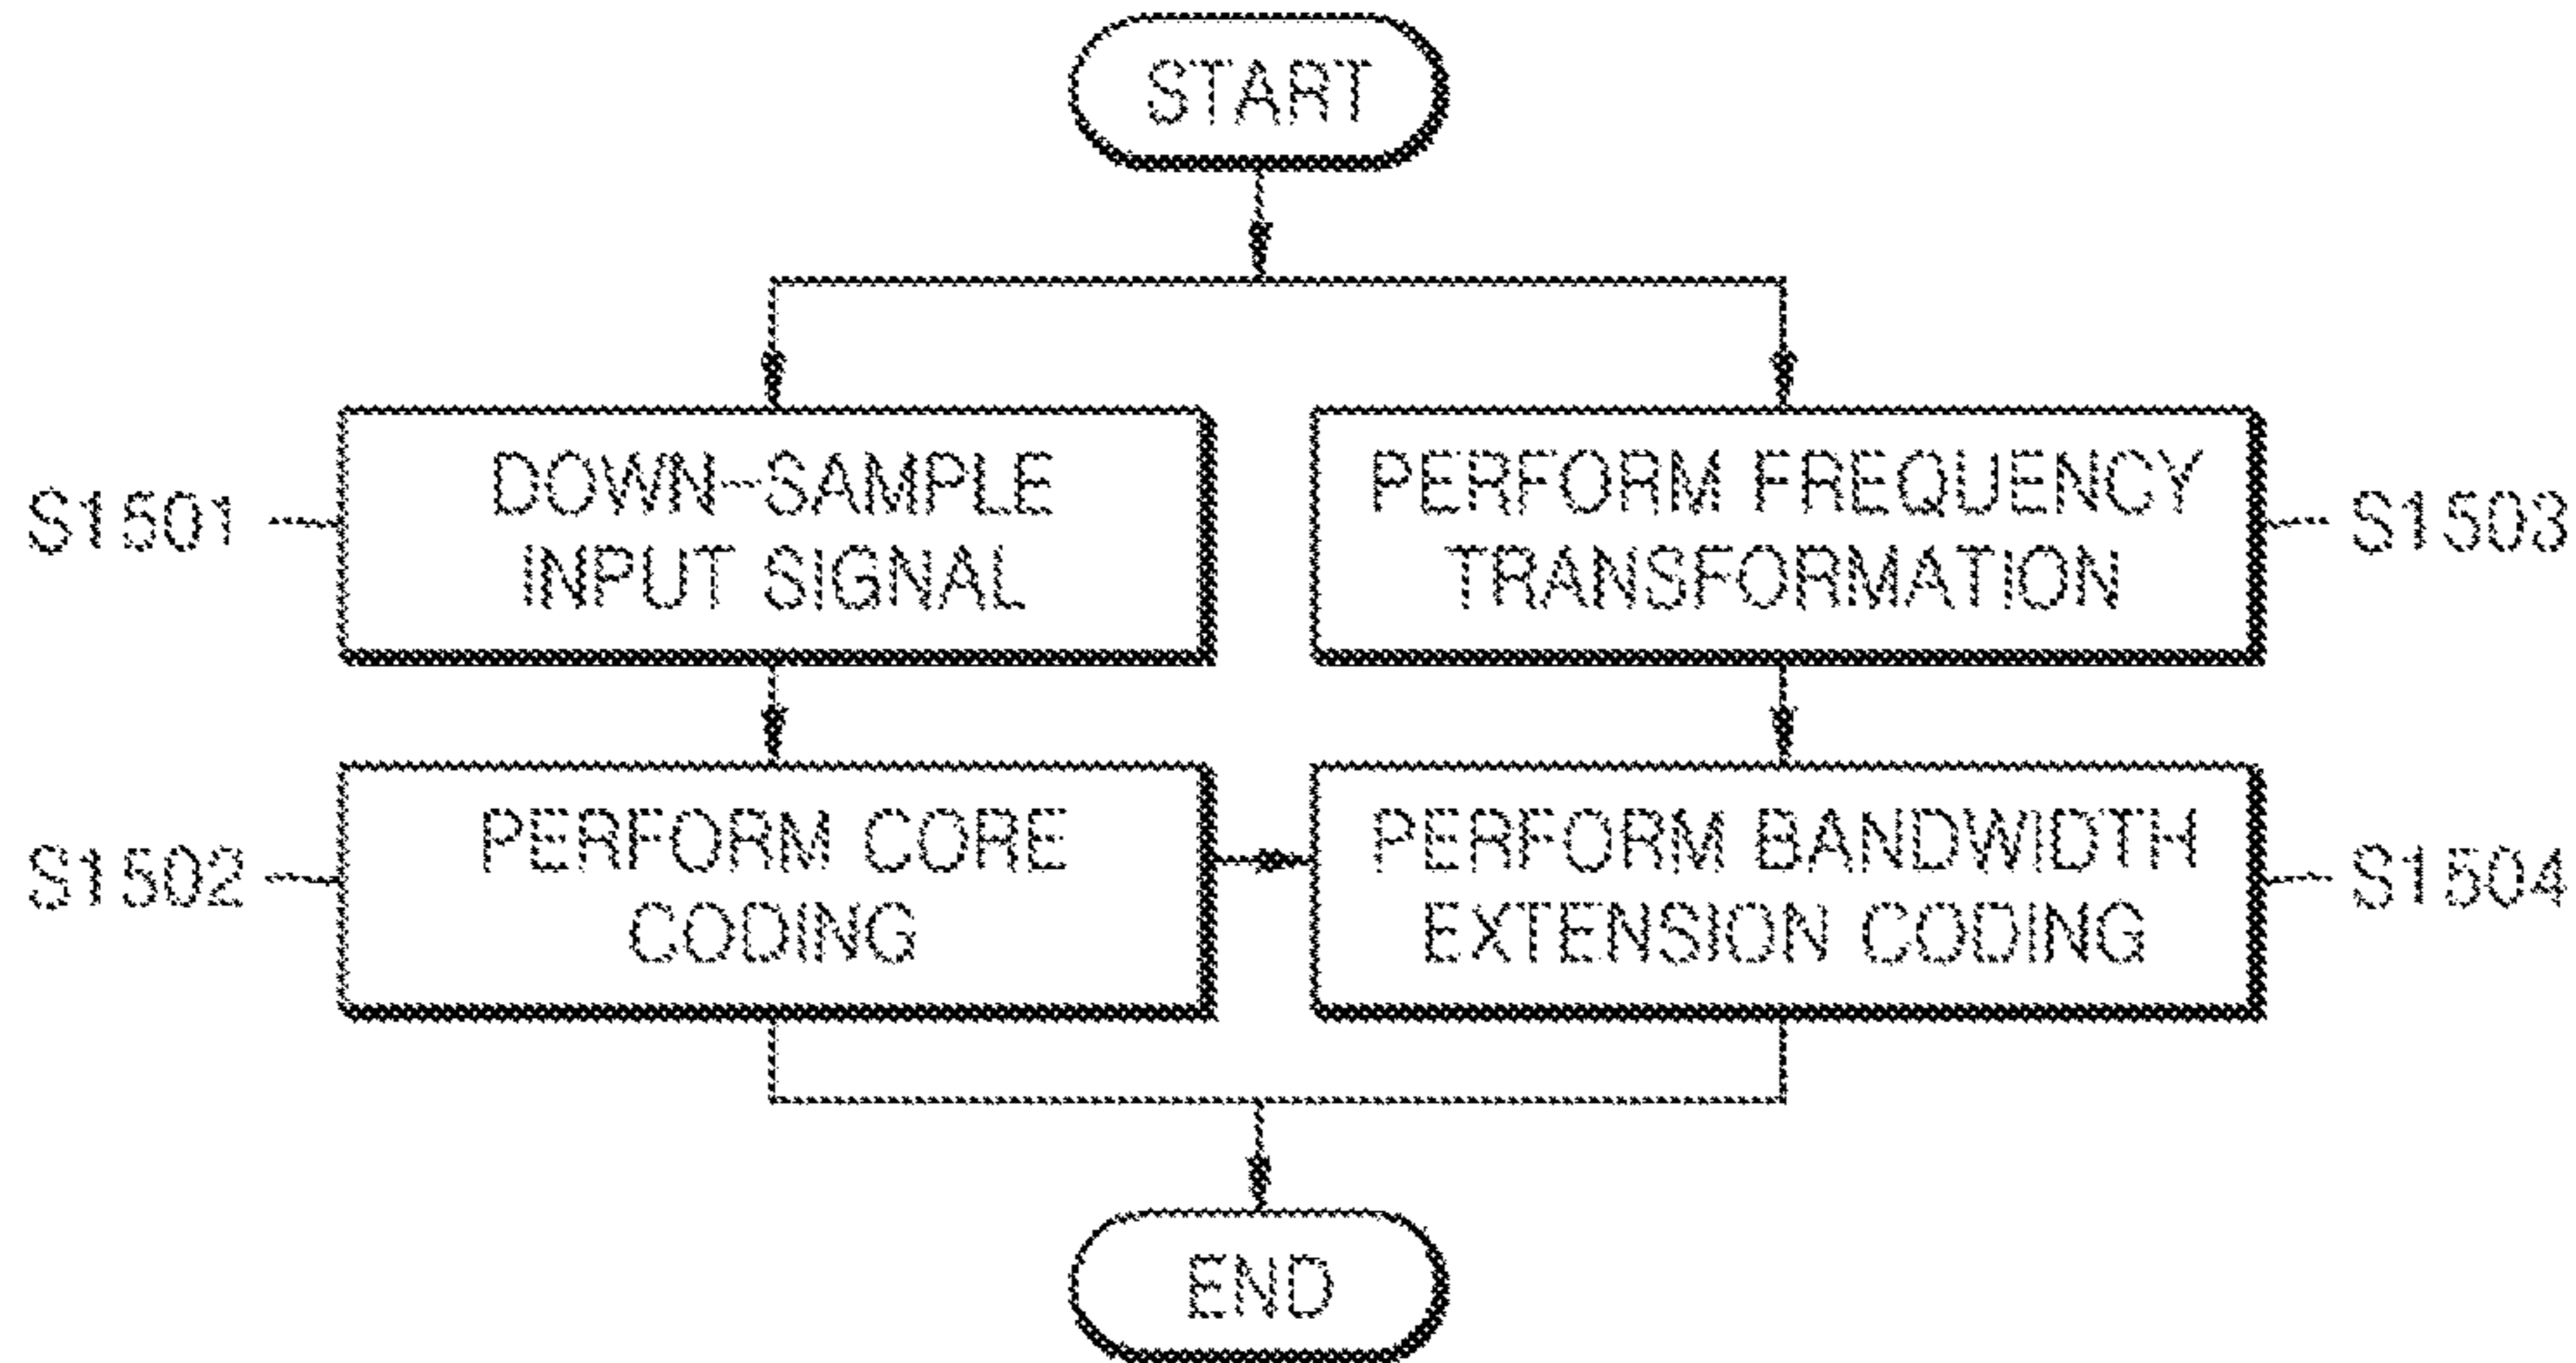 START
S1501
DOWN-SAMPLE
INPUT SIGNAL
PERFORM FREQUENCY
TRANSFORMATION
S1503
S1502
PERFORM CORE
CODING
PERFORM BANDWIDTH
EXTENSION CODING
S1504
END